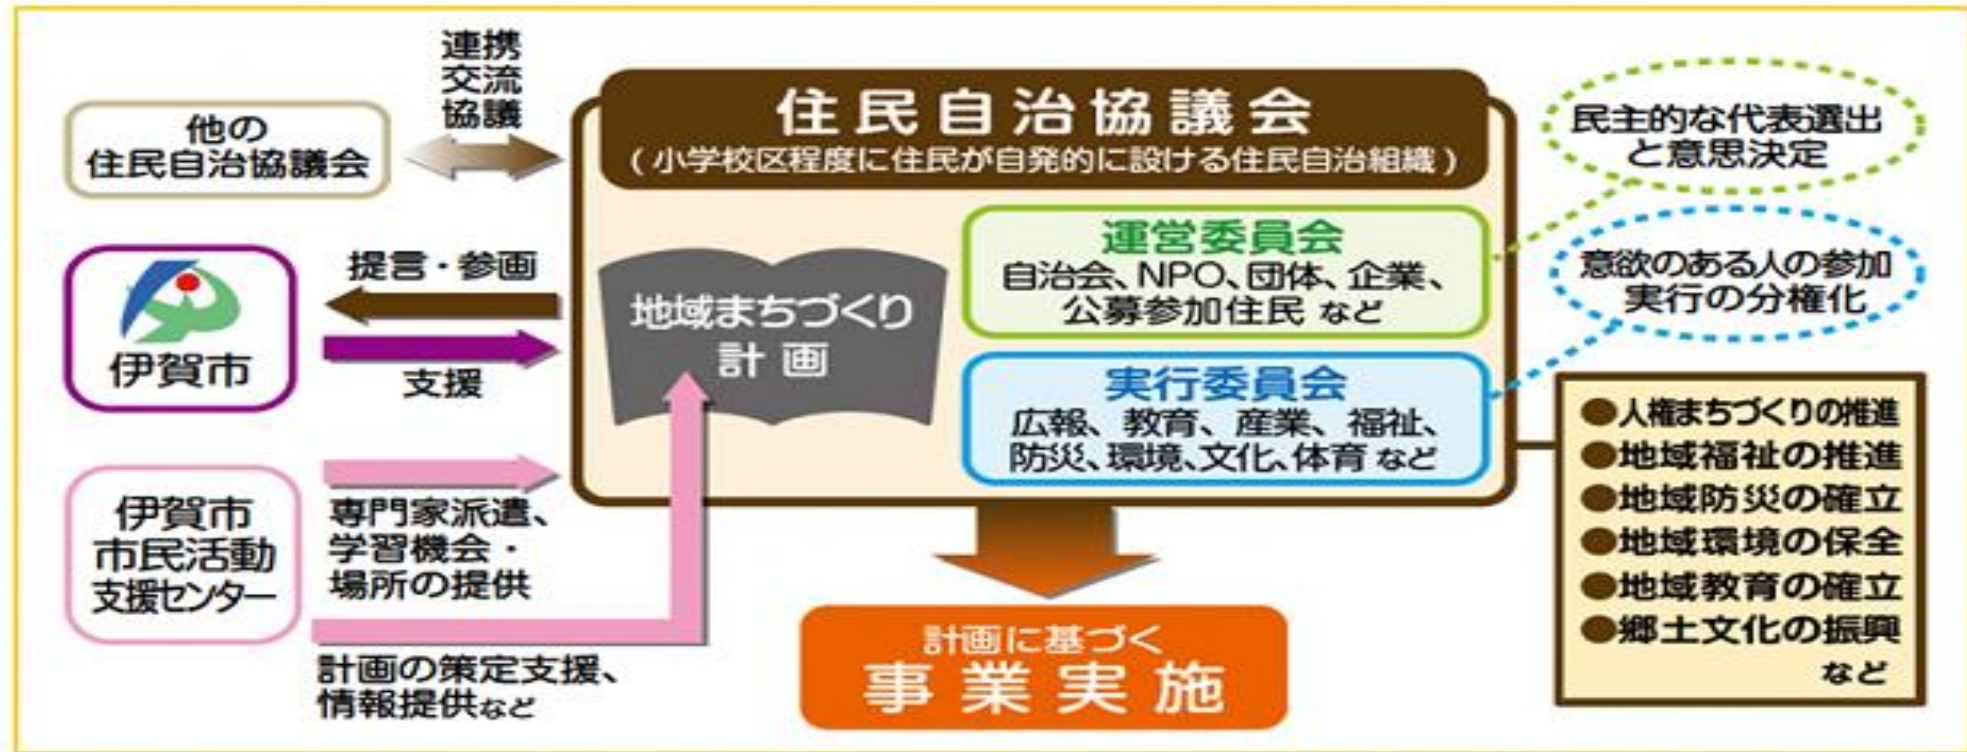 連携
交流
協議
他の
住民自治協議会
住民自治協議会
(小学校区程度に住民が自発的に設ける住民自治組織)
民主的な代表選出
と意思決定
運営委員会
自治会、NPO、団体、企業、
公募参加住民 など
意欲のある人の参加
実行の分権化
提言・参画
伊賀市
支援
地域まちづくり
計画
実行委員会
広報、教育、産業、福祉、
防災、環境、文化、体育 など
●人権まちづくりの推進
●地域福祉の推進
●地域防災の確立
●地域環境の保全
●地域教育の確立
●郷土文化の振興
など
伊賀市
市民活動
支援センター
専門家派遣、
学習機会・
場所の提供
計画の策定支援、
情報提供など
計画に基づく
事業実施